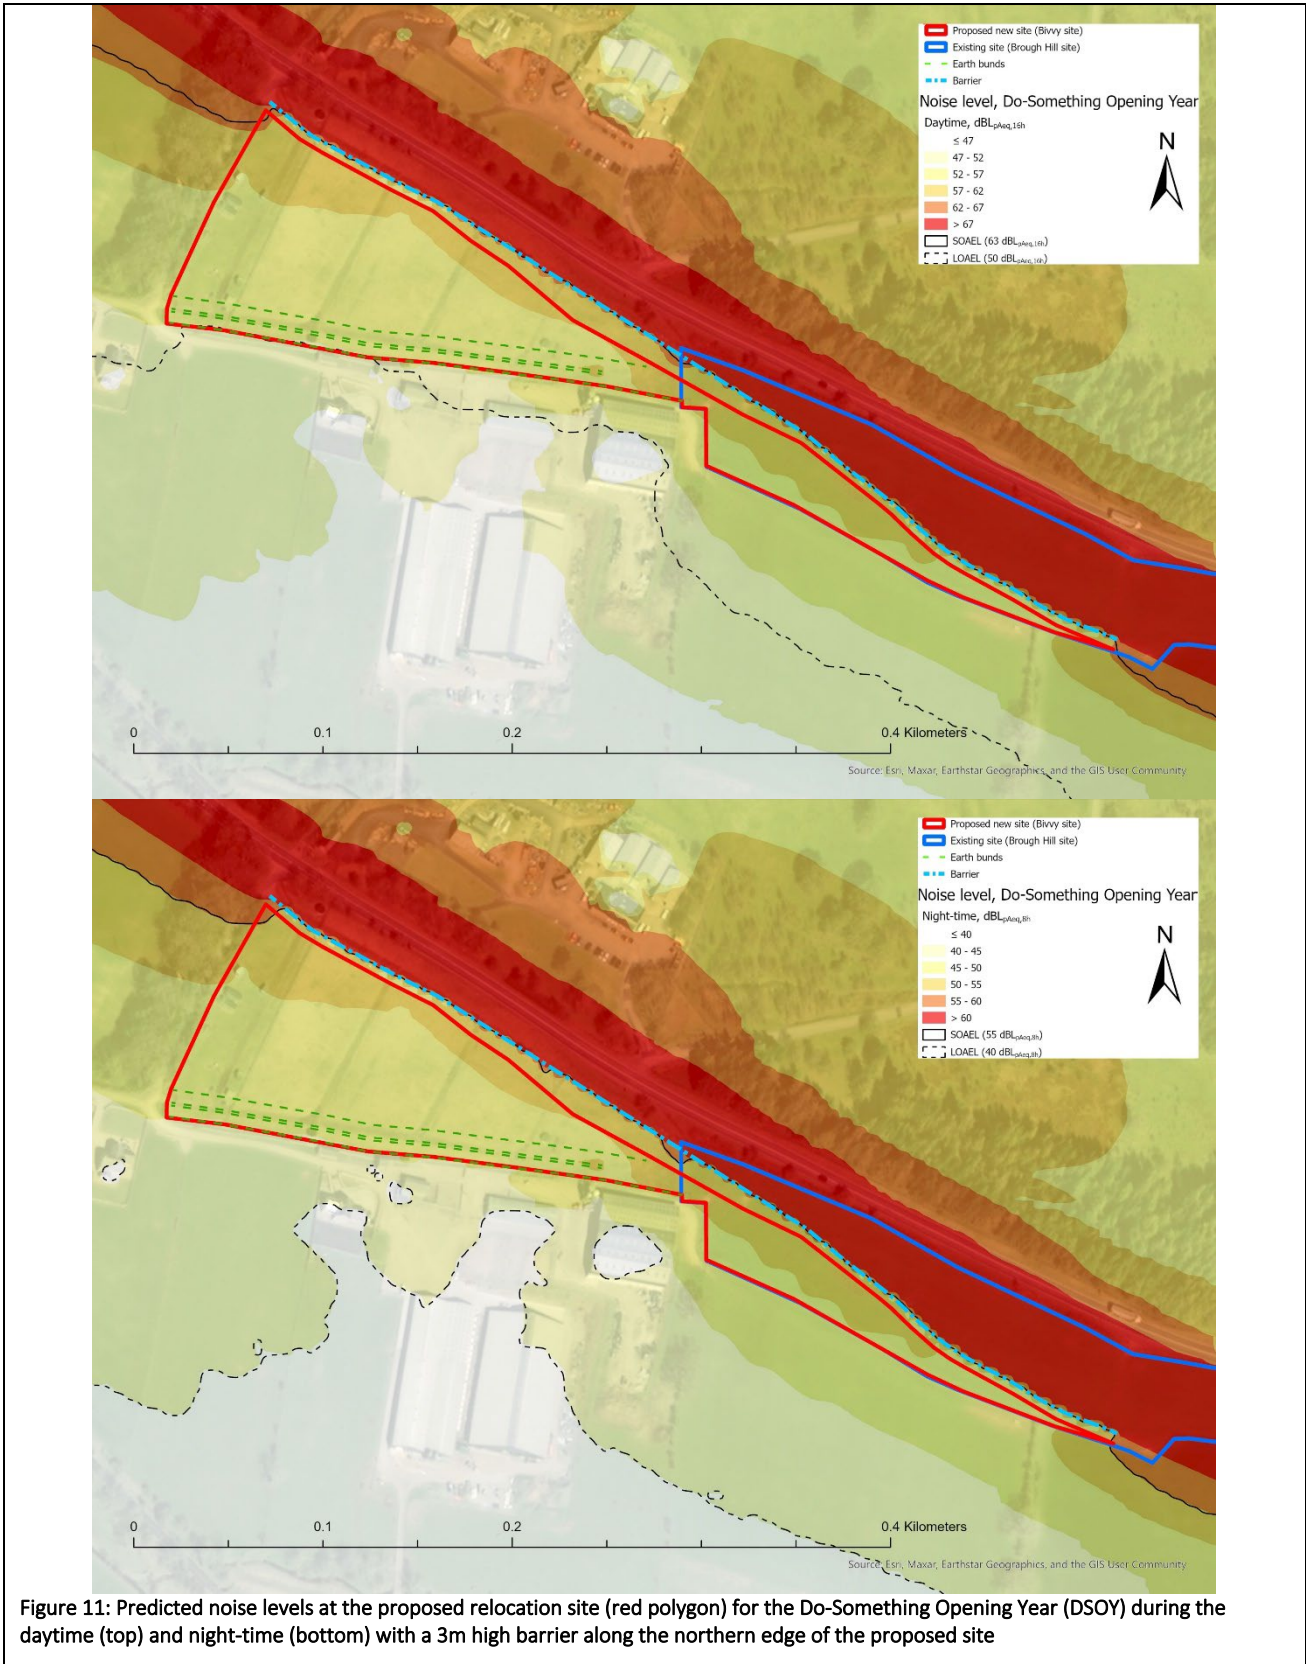 Proposed new site (Bivvy site)
Existing site (Brough Hill site)
Earth bunds
Barrier
Noise level, Do-Something Opening Year
Daytime, dBLpAeq,16h
≤ 47
47 - 52
52 - 57
57 - 62
62 - 67
> 67
SOAEL (63 dBLpAeq,16h)
LOAEL (50 dBLpAeq,16h)
N
0 0.1 0.2 0.4 Kilometers
Source: Esri, Maxar, Earthstar Geographics, and the GIS User Community
Proposed new site (Bivvy site)
Existing site (Brough Hill site)
Earth bunds
Barrier
Noise level, Do-Something Opening Year
Night-time, dBLpAeq,8h
≤ 40
40 - 45
45 - 50
50 - 55
55 - 60
> 60
SOAEL (55 dBLpAeq,8h)
LOAEL (40 dBLpAeq,8h)
N
0 0.1 0.2 0.4 Kilometers
Source: Esri, Maxar, Earthstar Geographics, and the GIS User Community
Figure 11: Predicted noise levels at the proposed relocation site (red polygon) for the Do-Something Opening Year (DSOY) during the
daytime (top) and night-time (bottom) with a 3m high barrier along the northern edge of the proposed site